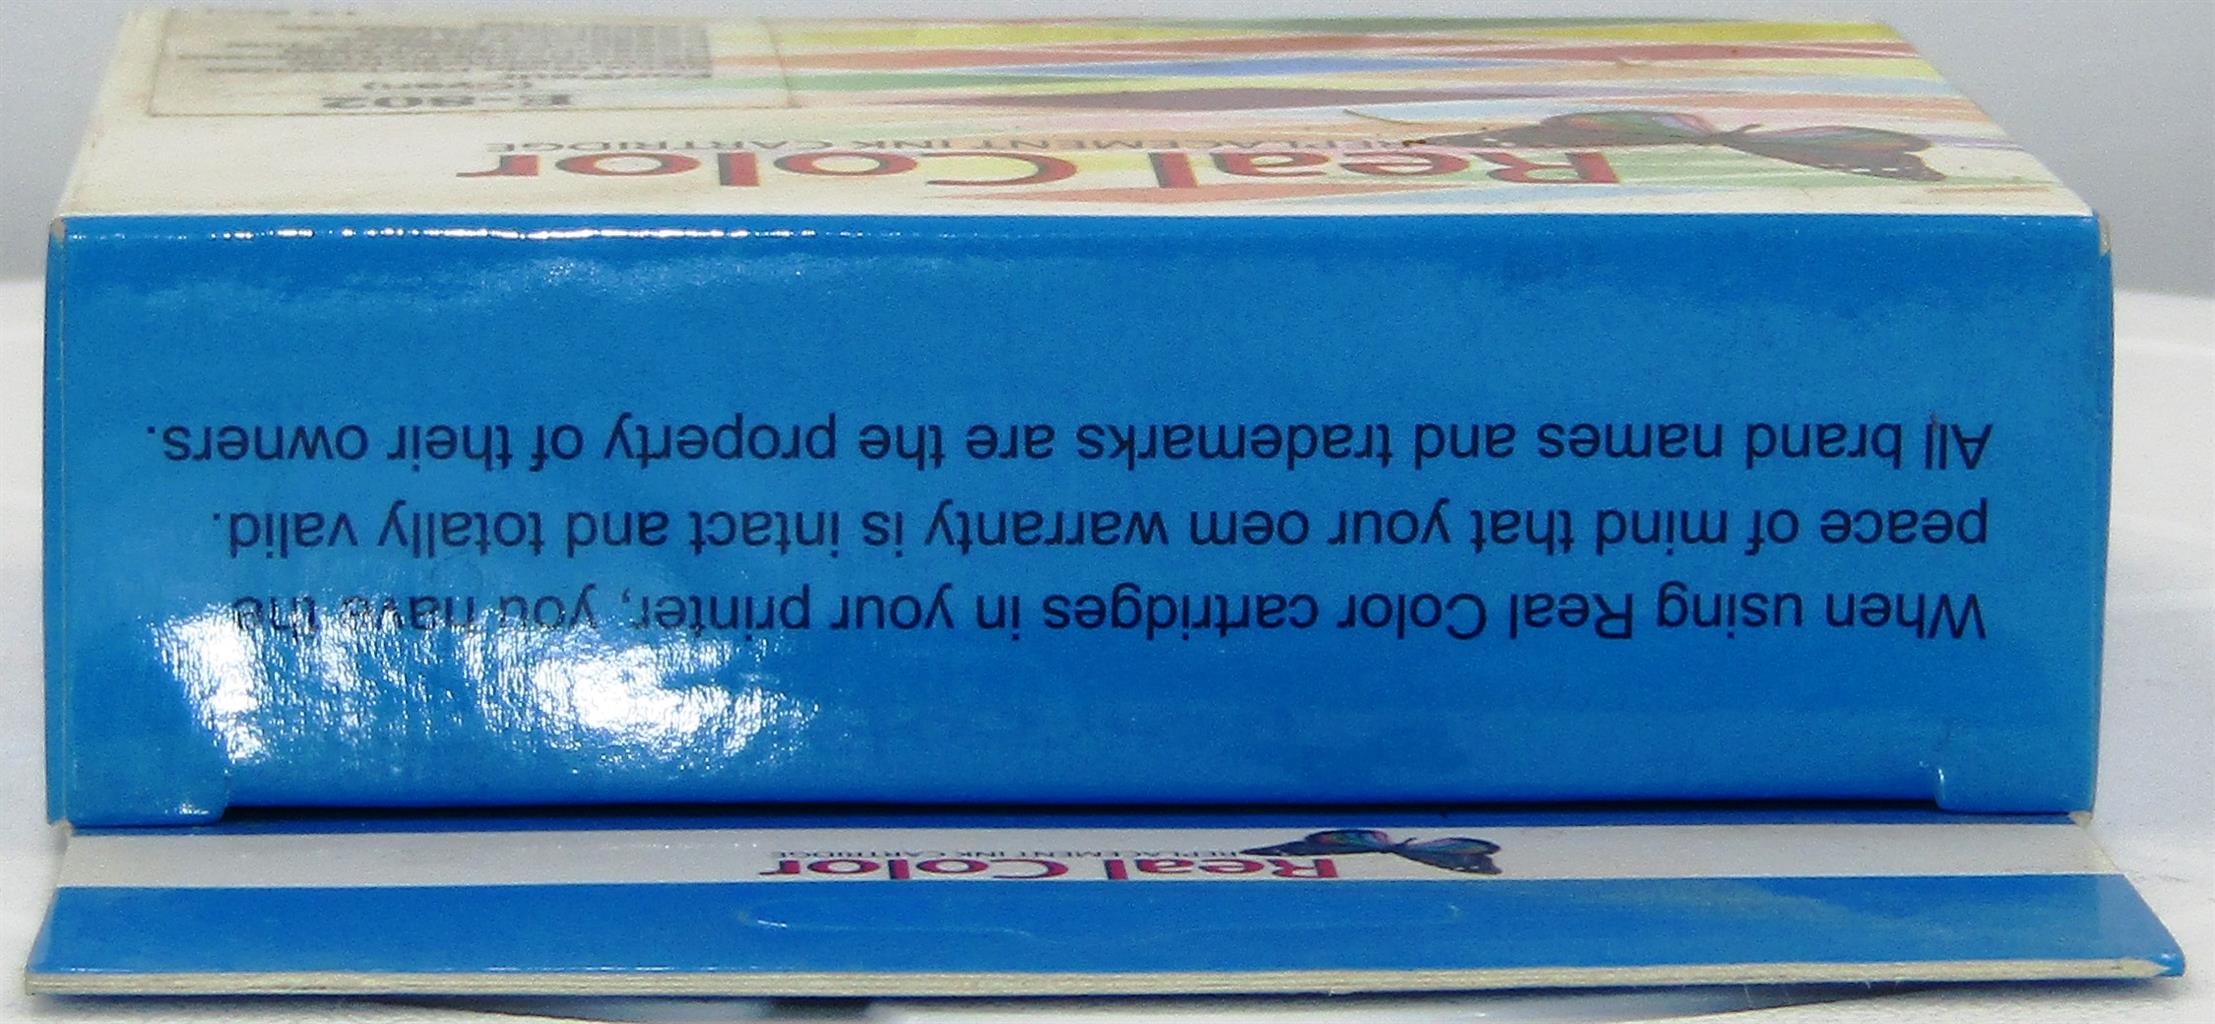 Real Color
REPLACEMENT INK CARTRIDGE
When using Real Color cartridges in your printer, you have the
peace of mind that your oem warranty is intact and totally valid.
All brand names and trademarks are the property of their owners.
Real Color
REPLACEMENT INK CARTRIDGE
E-802
(Cyan)